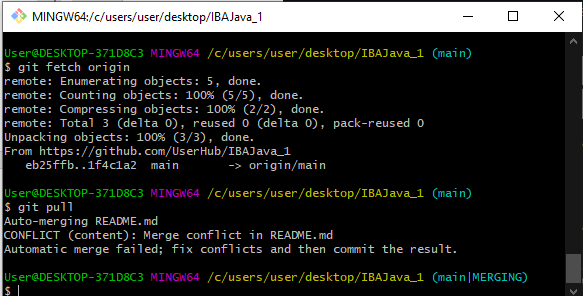 MINGW64:/c/users/user/desktop/IBAJava_1
User@DESKTOP-371D8C3 MINGW64 /c/users/user/desktop/IBAJava_1 (main)
$ git fetch origin
remote: Enumerating objects: 5, done.
remote: Counting objects: 100% (5/5), done.
remote: Compressing objects: 100% (2/2), done.
remote: Total 3 (delta 0), reused 0 (delta 0), pack-reused 0
Unpacking objects: 100% (3/3), done.
From https://github.com/UserHub/IBAJava_1
   eb25ffb..1f4c1a2  main       -> origin/main
User@DESKTOP-371D8C3 MINGW64 /c/users/user/desktop/IBAJava_1 (main)
$ git pull
Auto-merging README.md
CONFLICT (content): Merge conflict in README.md
Automatic merge failed; fix conflicts and then commit the result.
User@DESKTOP-371D8C3 MINGW64 /c/users/user/desktop/IBAJava_1 (main|MERGING)
$